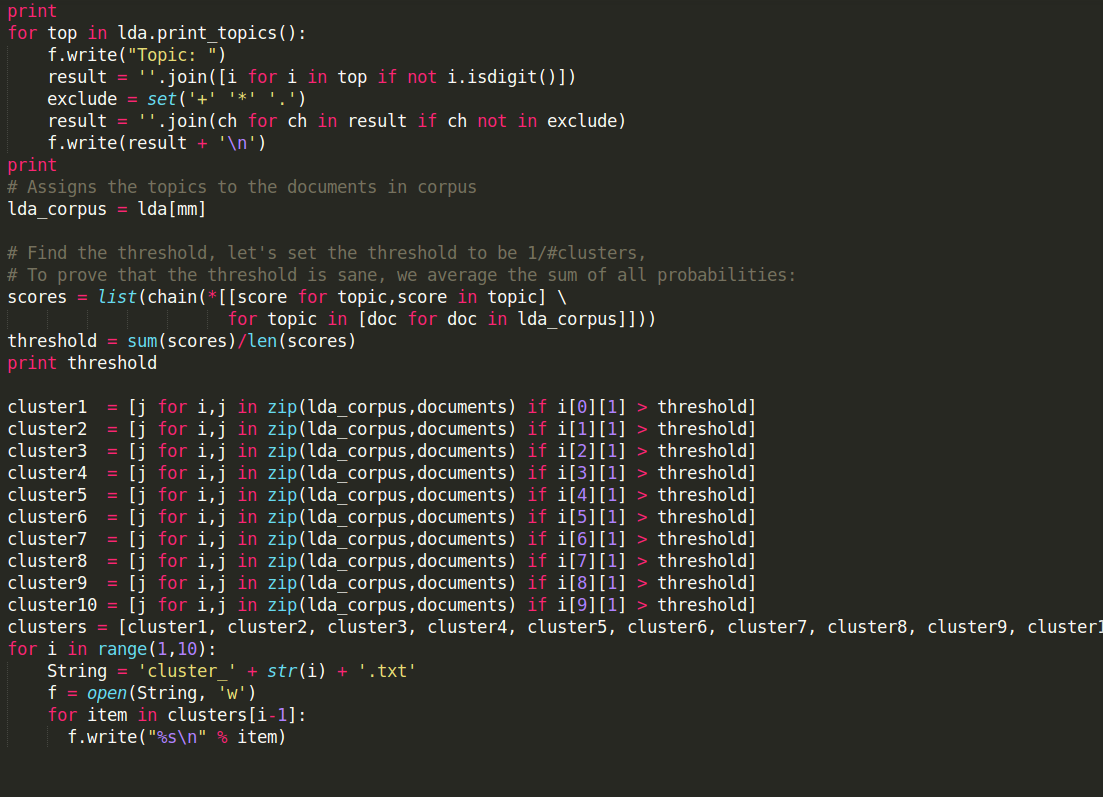 print
for top in lda.print_topics():
    f.write("Topic: ")
    result = ''.join([i for i in top if not i.isdigit()])
    exclude = set('+' '*' '.')
    result = ''.join(ch for ch in result if ch not in exclude)
    f.write(result + '\n')
print
# Assigns the topics to the documents in corpus
lda_corpus = lda[mm]

# Find the threshold, let's set the threshold to be 1/#clusters,
# To prove that the threshold is sane, we average the sum of all probabilities:
scores = list(chain(*[[score for topic,score in topic] \
                      for topic in [doc for doc in lda_corpus]]))
threshold = sum(scores)/len(scores)
print threshold

cluster1  = [j for i,j in zip(lda_corpus,documents) if i[0][1] > threshold]
cluster2  = [j for i,j in zip(lda_corpus,documents) if i[1][1] > threshold]
cluster3  = [j for i,j in zip(lda_corpus,documents) if i[2][1] > threshold]
cluster4  = [j for i,j in zip(lda_corpus,documents) if i[3][1] > threshold]
cluster5  = [j for i,j in zip(lda_corpus,documents) if i[4][1] > threshold]
cluster6  = [j for i,j in zip(lda_corpus,documents) if i[5][1] > threshold]
cluster7  = [j for i,j in zip(lda_corpus,documents) if i[6][1] > threshold]
cluster8  = [j for i,j in zip(lda_corpus,documents) if i[7][1] > threshold]
cluster9  = [j for i,j in zip(lda_corpus,documents) if i[8][1] > threshold]
cluster10 = [j for i,j in zip(lda_corpus,documents) if i[9][1] > threshold]
clusters = [cluster1, cluster2, cluster3, cluster4, cluster5, cluster6, cluster7, cluster8, cluster9, cluster1
for i in range(1,10):
    String = 'cluster_' + str(i) + '.txt'
    f = open(String, 'w')
    for item in clusters[i-1]:
      f.write("%s\n" % item)